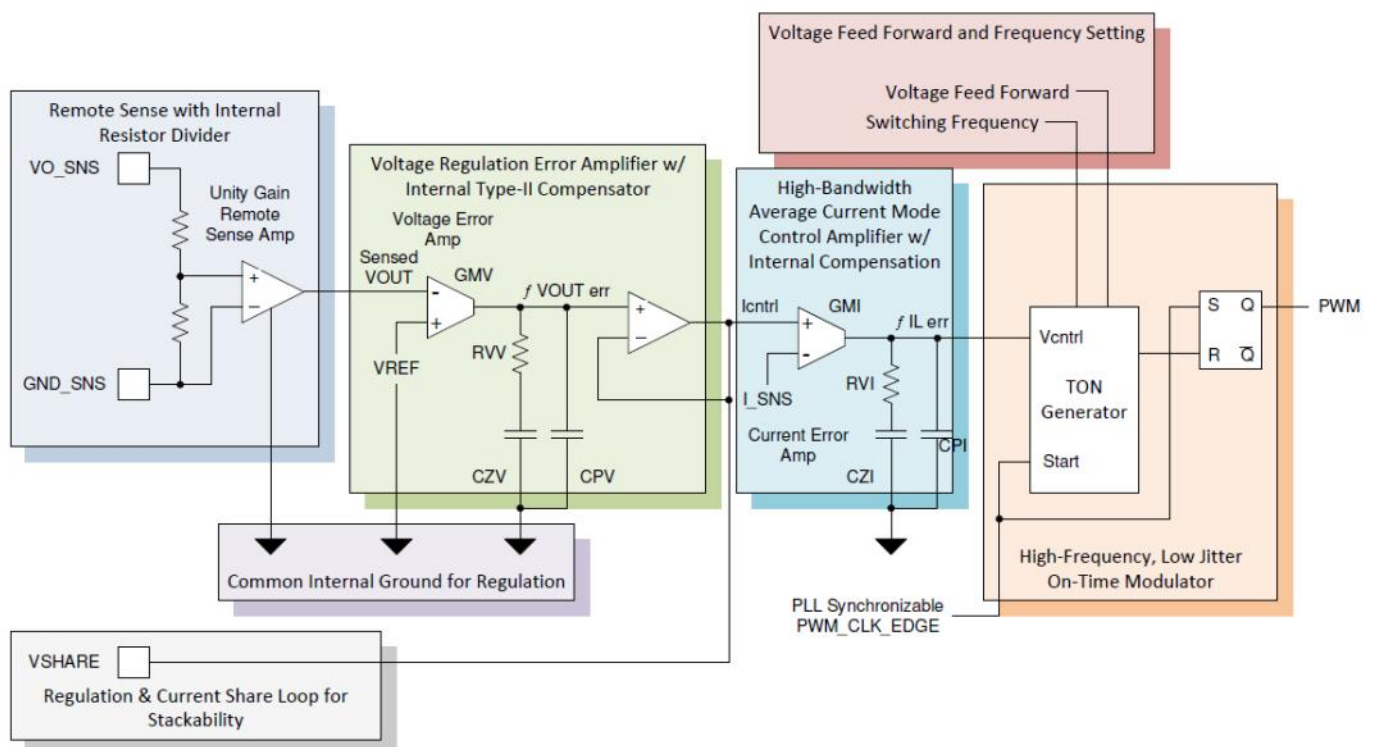 Voltage Feed Forward and Frequency Setting
Voltage Feed Forward
Switching Frequency
Remote Sense with Internal
Resistor Divider
VO_SNS
Unity Gain
Remote
Sense Amp
+
−
GND_SNS
Voltage Regulation Error Amplifier w/
Internal Type-II Compensator
Voltage Error
Amp
Sensed
VOUT
GMV
-
+
VREF
ƒ VOUT err
RVV
CZV
CPV
+
−
High-Bandwidth
Average Current Mode
Control Amplifier w/
Internal Compensation
Icntrl
GMI
+
-
I_SNS
ƒ IL err
RVI
Current Error
Amp
CPI
CZI
Vcntrl
TON
Generator
Start
S Q
R Q̅
PWM
High-Frequency, Low Jitter
On-Time Modulator
PLL Synchronizable
PWM_CLK_EDGE
Common Internal Ground for Regulation
VSHARE
Regulation & Current Share Loop for
Stackability